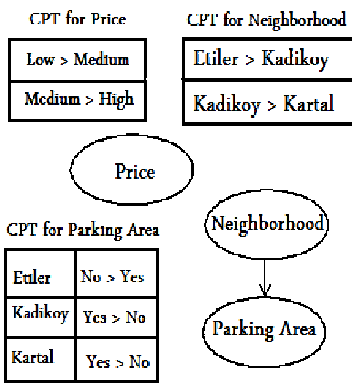 CPT for Price
Low > Medium
Medium > High
CPT for Neighborhood
Etiler > Kadikoy
Kadikoy > Kartal
Price
Neighborhood
Parking Area
CPT for Parking Area
Etiler No > Yes
Kadikoy Yes > No
Kartal Yes > No